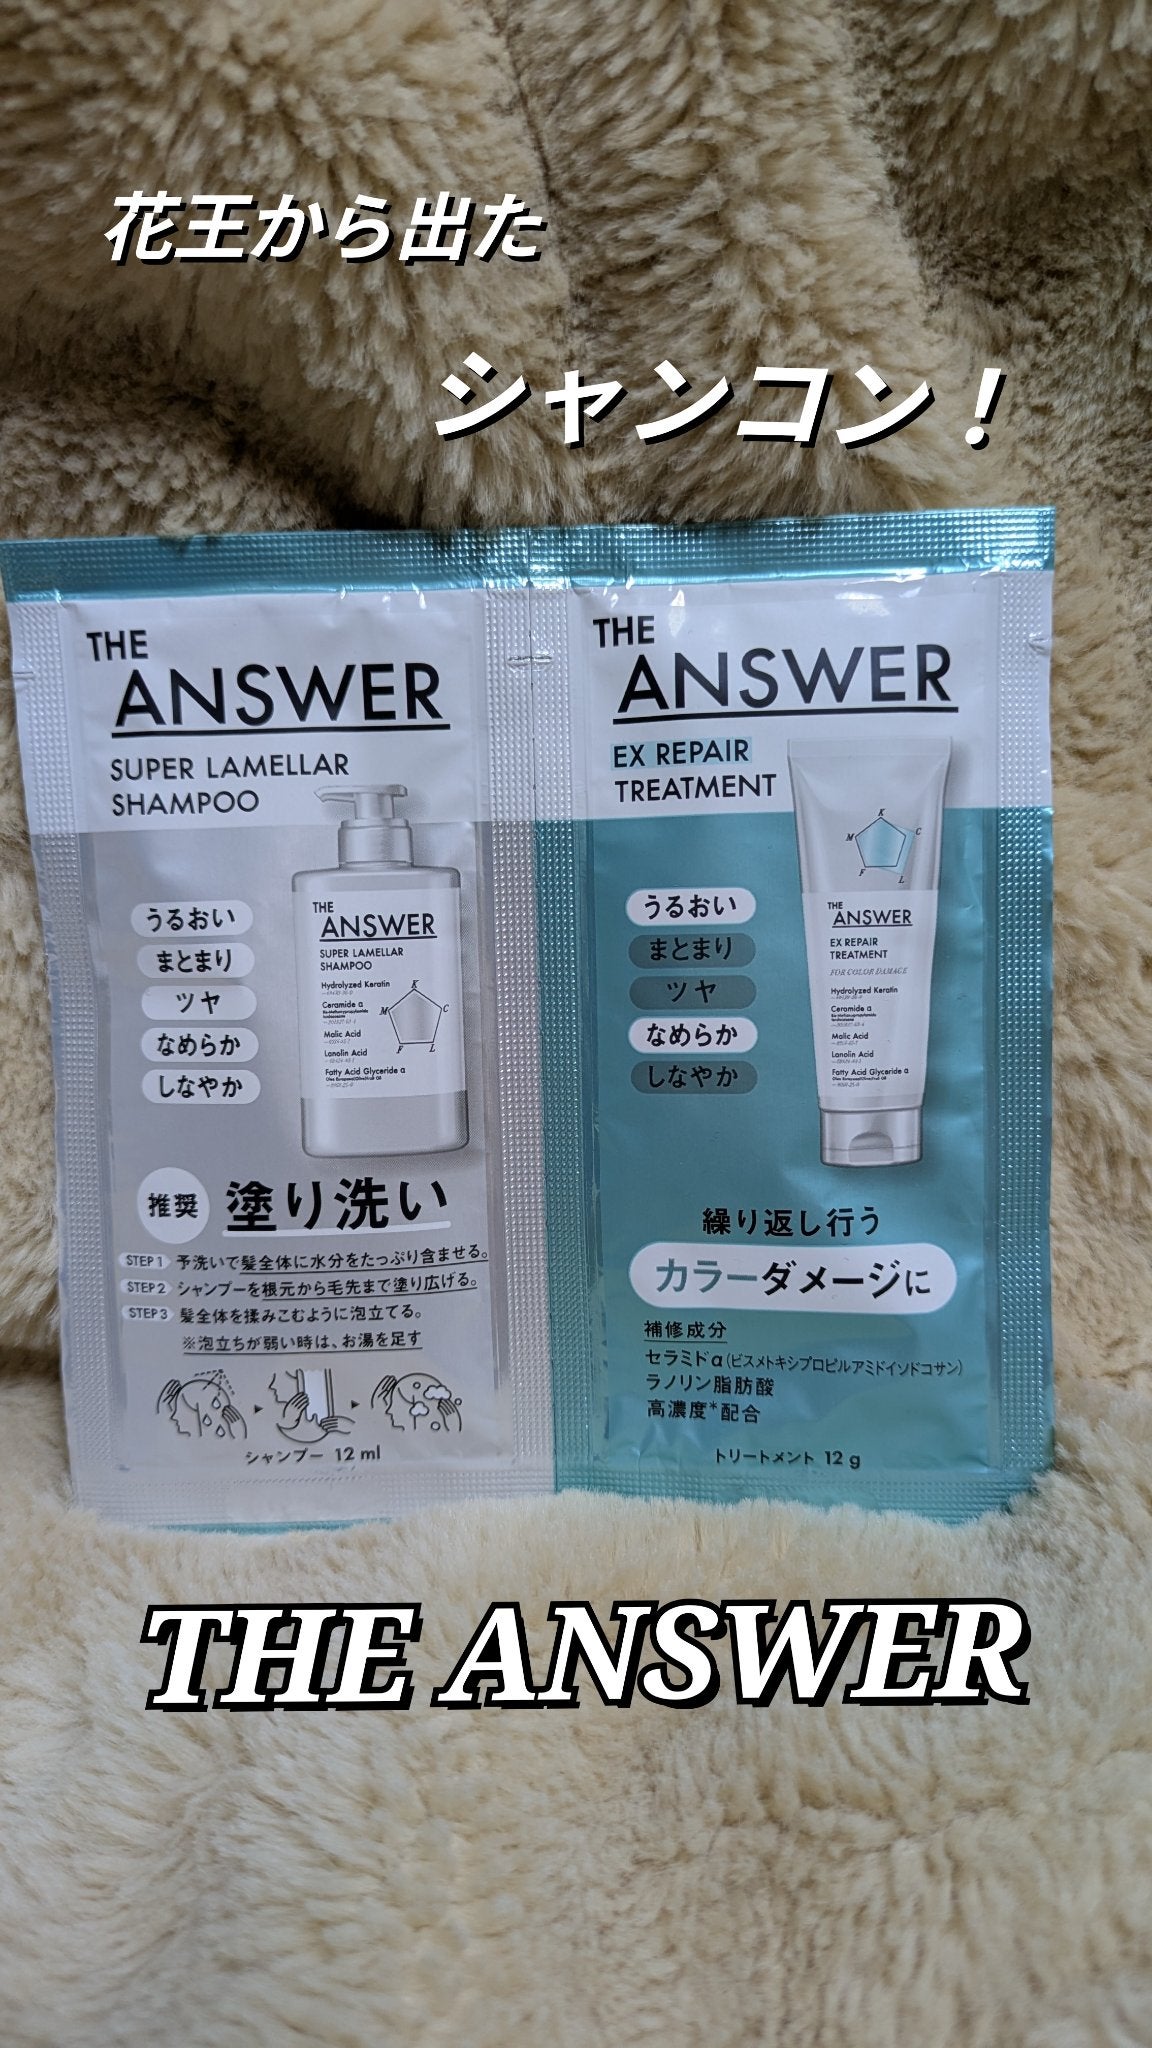 花王から出た
シャンコン！
THE
ANSWER
SUPER LAMELLAR
SHAMPOO
うるおい
まとまり
ツヤ
なめらか
しなやか
THE
ANSWER
SUPER LAMELLAR
SHAMPOO
Hydrolyzed Keratin
Ceramide α
Malic Acid
Lanolin Acid
Fatty Acid Glyceride α
K
M
C
F
L
推奨
塗り洗い
STEP 1 予洗いで髪全体に水分をたっぷり含ませる。
STEP 2 シャンプーを根元から毛先まで塗り広げる。
STEP 3 髪全体を揉みこむように泡立てる。
※泡立ちが弱い時は、お湯を足す
シャンプー 12 ml
THE
ANSWER
EX REPAIR
TREATMENT
うるおい
まとまり
ツヤ
なめらか
しなやか
K
M
C
F
L
THE
ANSWER
EX REPAIR
TREATMENT
FOR COLOR DAMAGE
Hydrolyzed Keratin
Ceramide α
Malic Acid
Lanolin Acid
Fatty Acid Glyceride α
繰り返し行う
カラーダメージに
補修成分
セラミドα(ビスメトキシプロピルアミドイソドコサン)
ラノリン脂肪酸
高濃度*配合
トリートメント 12 g
THE ANSWER